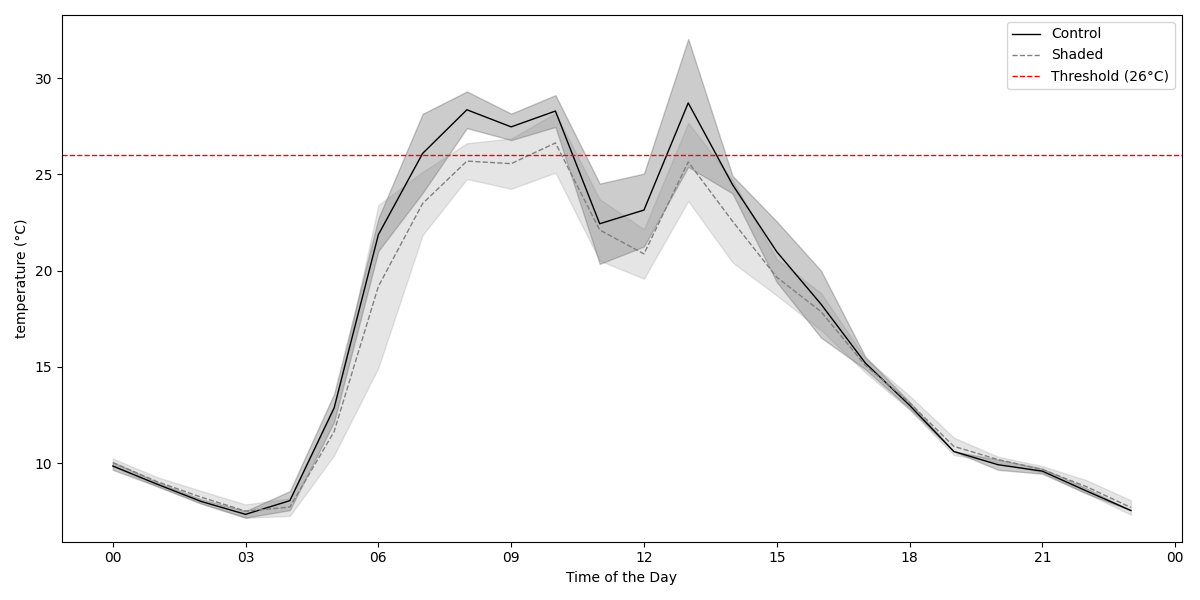 Control
Shaded
Threshold (26°C)
30
25
20
15
10
temperature (°C)
00 03 06 09 12 15 18 21 00
Time of the Day